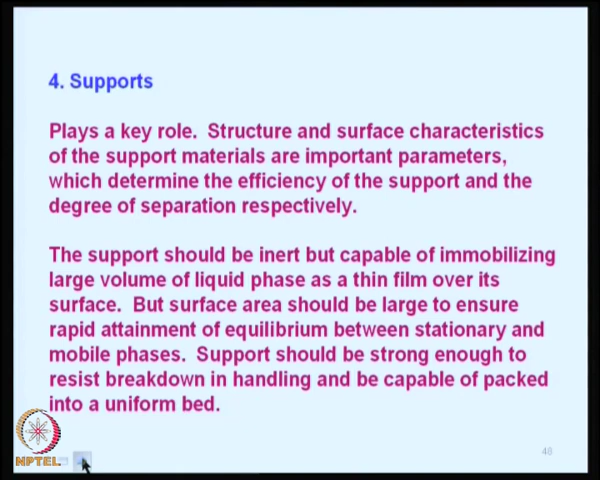 4. Supports
Plays a key role. Structure and surface characteristics
of the support materials are important parameters,
which determine the efficiency of the support and the
degree of separation respectively.
The support should be inert but capable of immobilizing
large volume of liquid phase as a thin film over its
surface. But surface area should be large to ensure
rapid attainment of equilibrium between stationary and
mobile phases. Support should be strong enough to
resist breakdown in handling and be capable of packed
into a uniform bed.
NPTEL
48